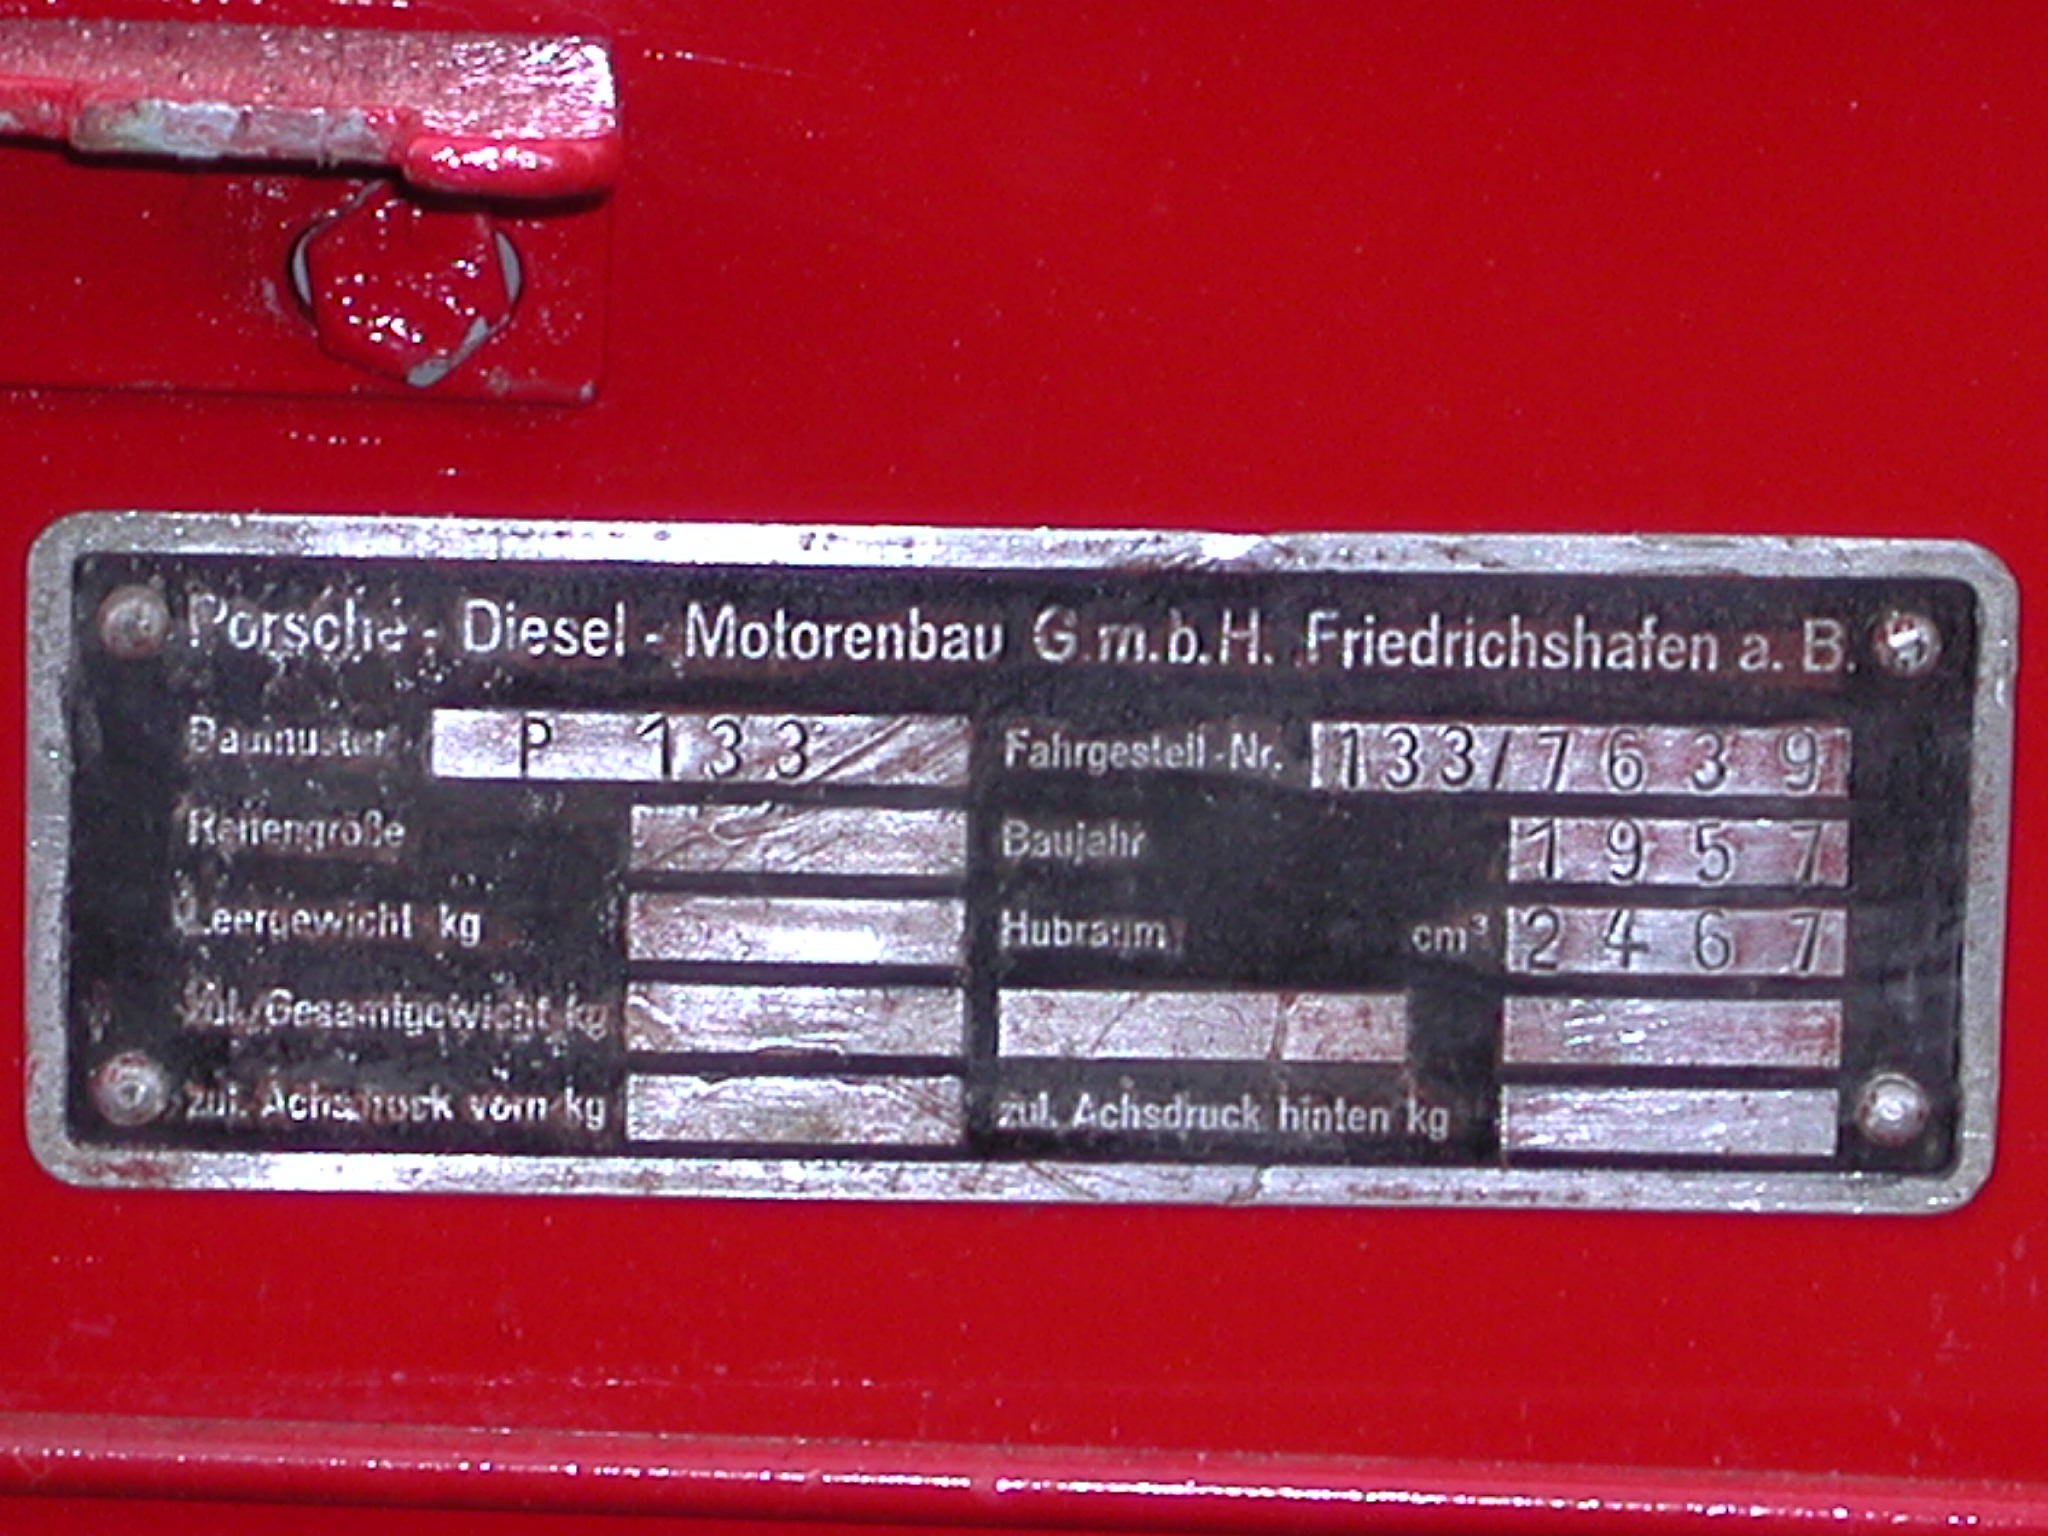 Porsche - Diesel - Motorenbau G.m.b.H. Friedrichshafen a. B.
Baumuster P 133 Fahrgestell-Nr. 133/7639
Reifengröße Baujahr 1957
Leergewicht kg Hubraum cm³ 2467
zul. Gesamtgewicht kg
zul. Achsdruck vorn kg zul. Achsdruck hinten kg